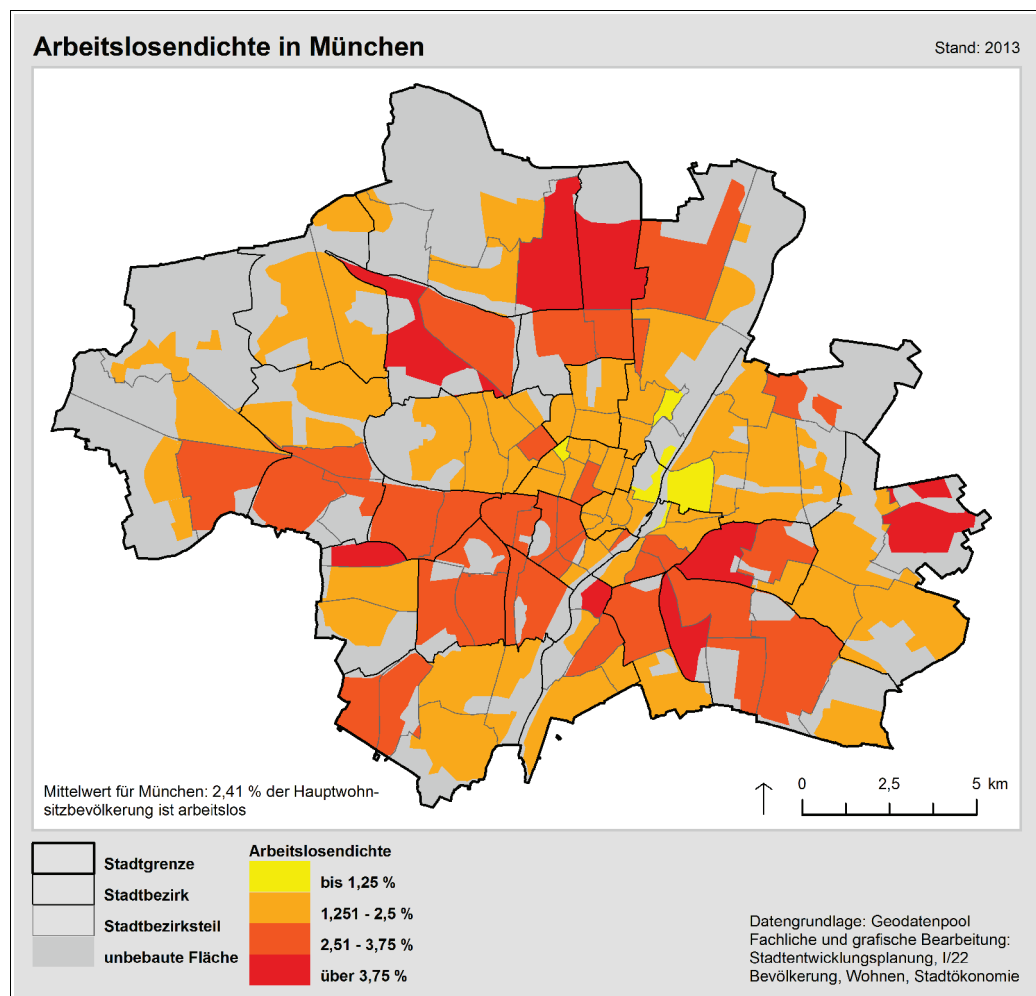 Arbeitslosendichte in München
Stand: 2013
Mittelwert für München: 2,41 % der Hauptwohn-
sitzbevölkerung ist arbeitslos
0 2,5 5 km
Stadtgrenze
Stadtbezirk
Stadtbezirksteil
unbebaute Fläche
Arbeitslosendichte
bis 1,25 %
1,251 - 2,5 %
2,51 - 3,75 %
über 3,75 %
Datengrundlage: Geodatenpool
Fachliche und grafische Bearbeitung:
Stadtentwicklungsplanung, I/22
Bevölkerung, Wohnen, Stadtökonomie